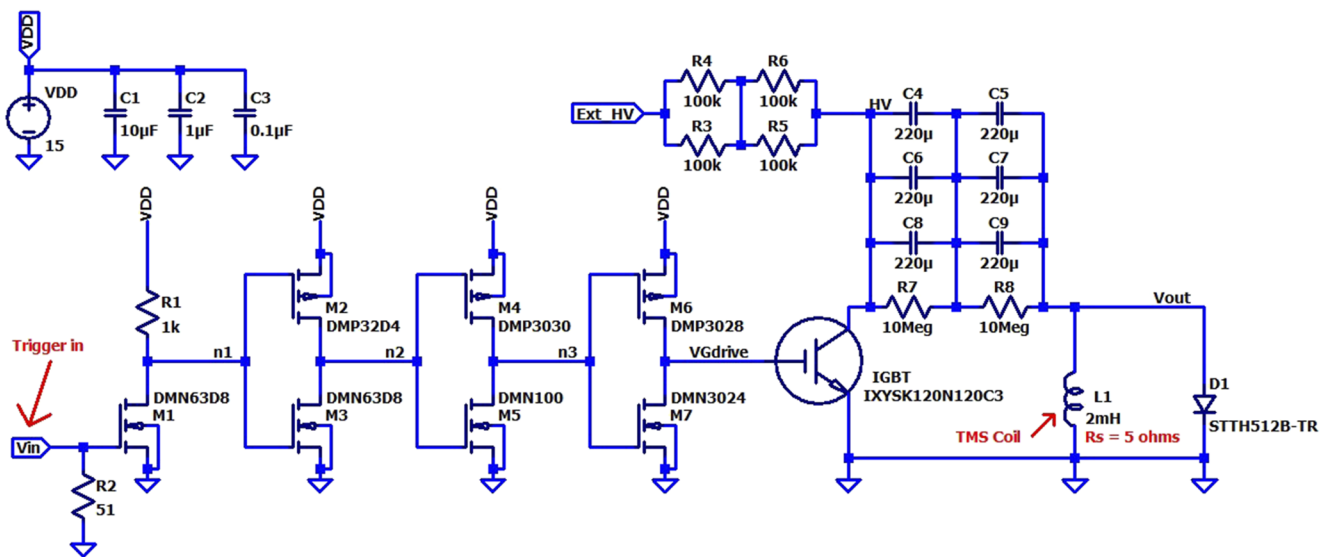 VDD
VDD
15
C1
10µF
C2
1µF
C3
0.1µF
Ext_HV
R4
100k
R6
100k
R3
100k
R5
100k
HV
C4
220µ
C5
220µ
C6
220µ
C7
220µ
C8
220µ
C9
220µ
R7
10Meg
R8
10Meg
Vout
VDD
R1
1k
Trigger in
Vin
R2
51
DMN63D8
M1
n1
VDD
M2
DMP32D4
DMN63D8
M3
n2
VDD
M4
DMP3030
DMN100
M5
n3
VDD
M6
DMP3028
DMN3024
M7
VGdrive
IGBT
IXYSK120N120C3
TMS Coil
L1
2mH
Rs = 5 ohms
D1
STTH512B-TR